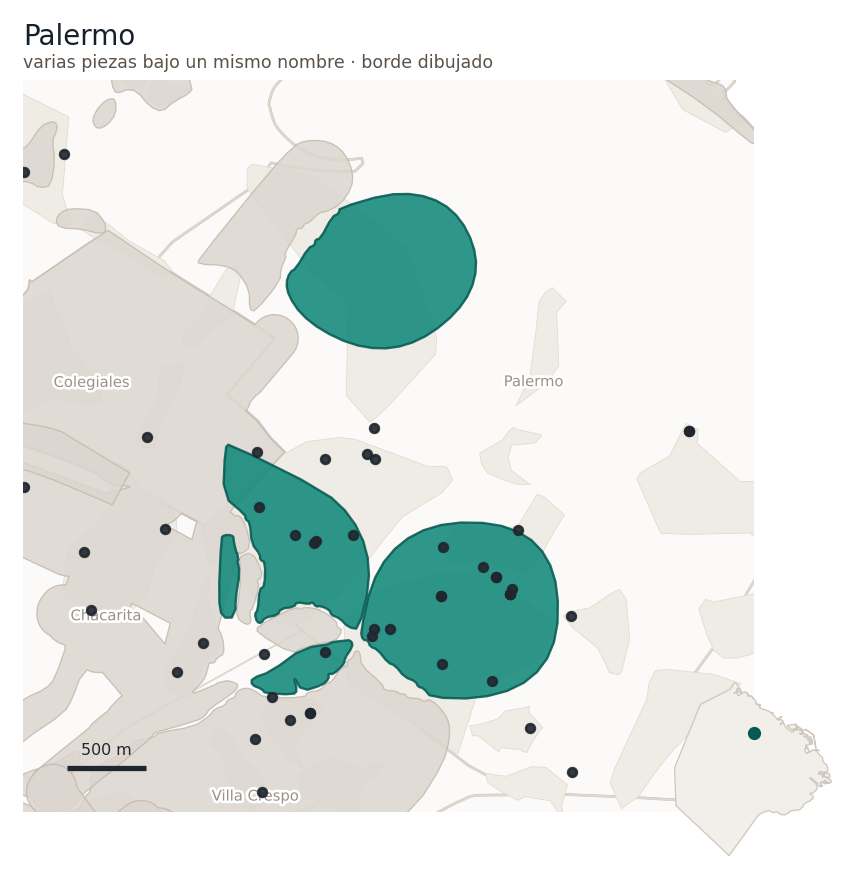 Palermo
varias piezas bajo un mismo nombre · borde dibujado
Colegiales
Palermo
Chacarita
500 m
Villa Crespo